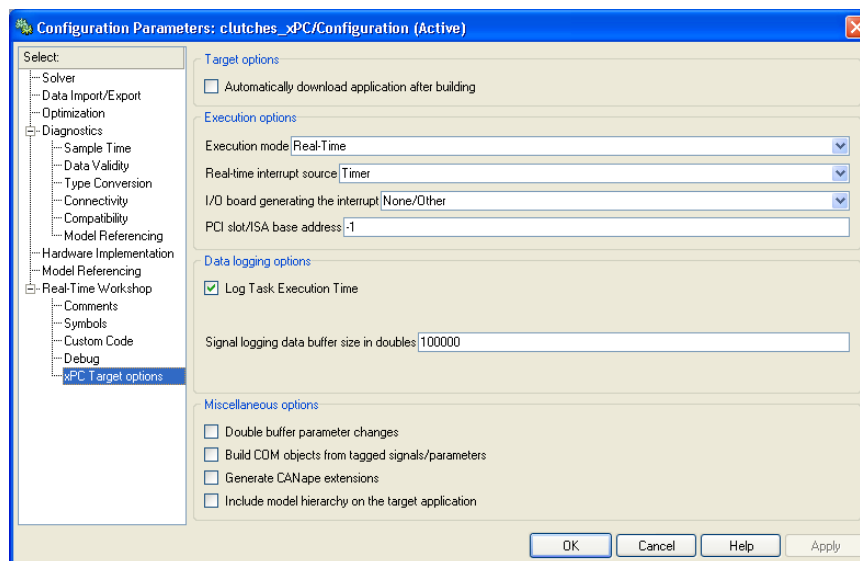 Configuration Parameters: clutches_xPC/Configuration (Active)
Select:
Solver
Data Import/Export
Optimization
Diagnostics
Sample Time
Data Validity
Type Conversion
Connectivity
Compatibility
Model Referencing
Hardware Implementation
Model Referencing
Real-Time Workshop
Comments
Symbols
Custom Code
Debug
xPC Target options
Target options
Automatically download application after building
Execution options
Execution mode Real-Time
Real-time interrupt source Timer
I/O board generating the interrupt None/Other
PCI slot/ISA base address -1
Data logging options
Log Task Execution Time
Signal logging data buffer size in doubles 100000
Miscellaneous options
Double buffer parameter changes
Build COM objects from tagged signals/parameters
Generate CANape extensions
Include model hierarchy on the target application
OK Cancel Help Apply